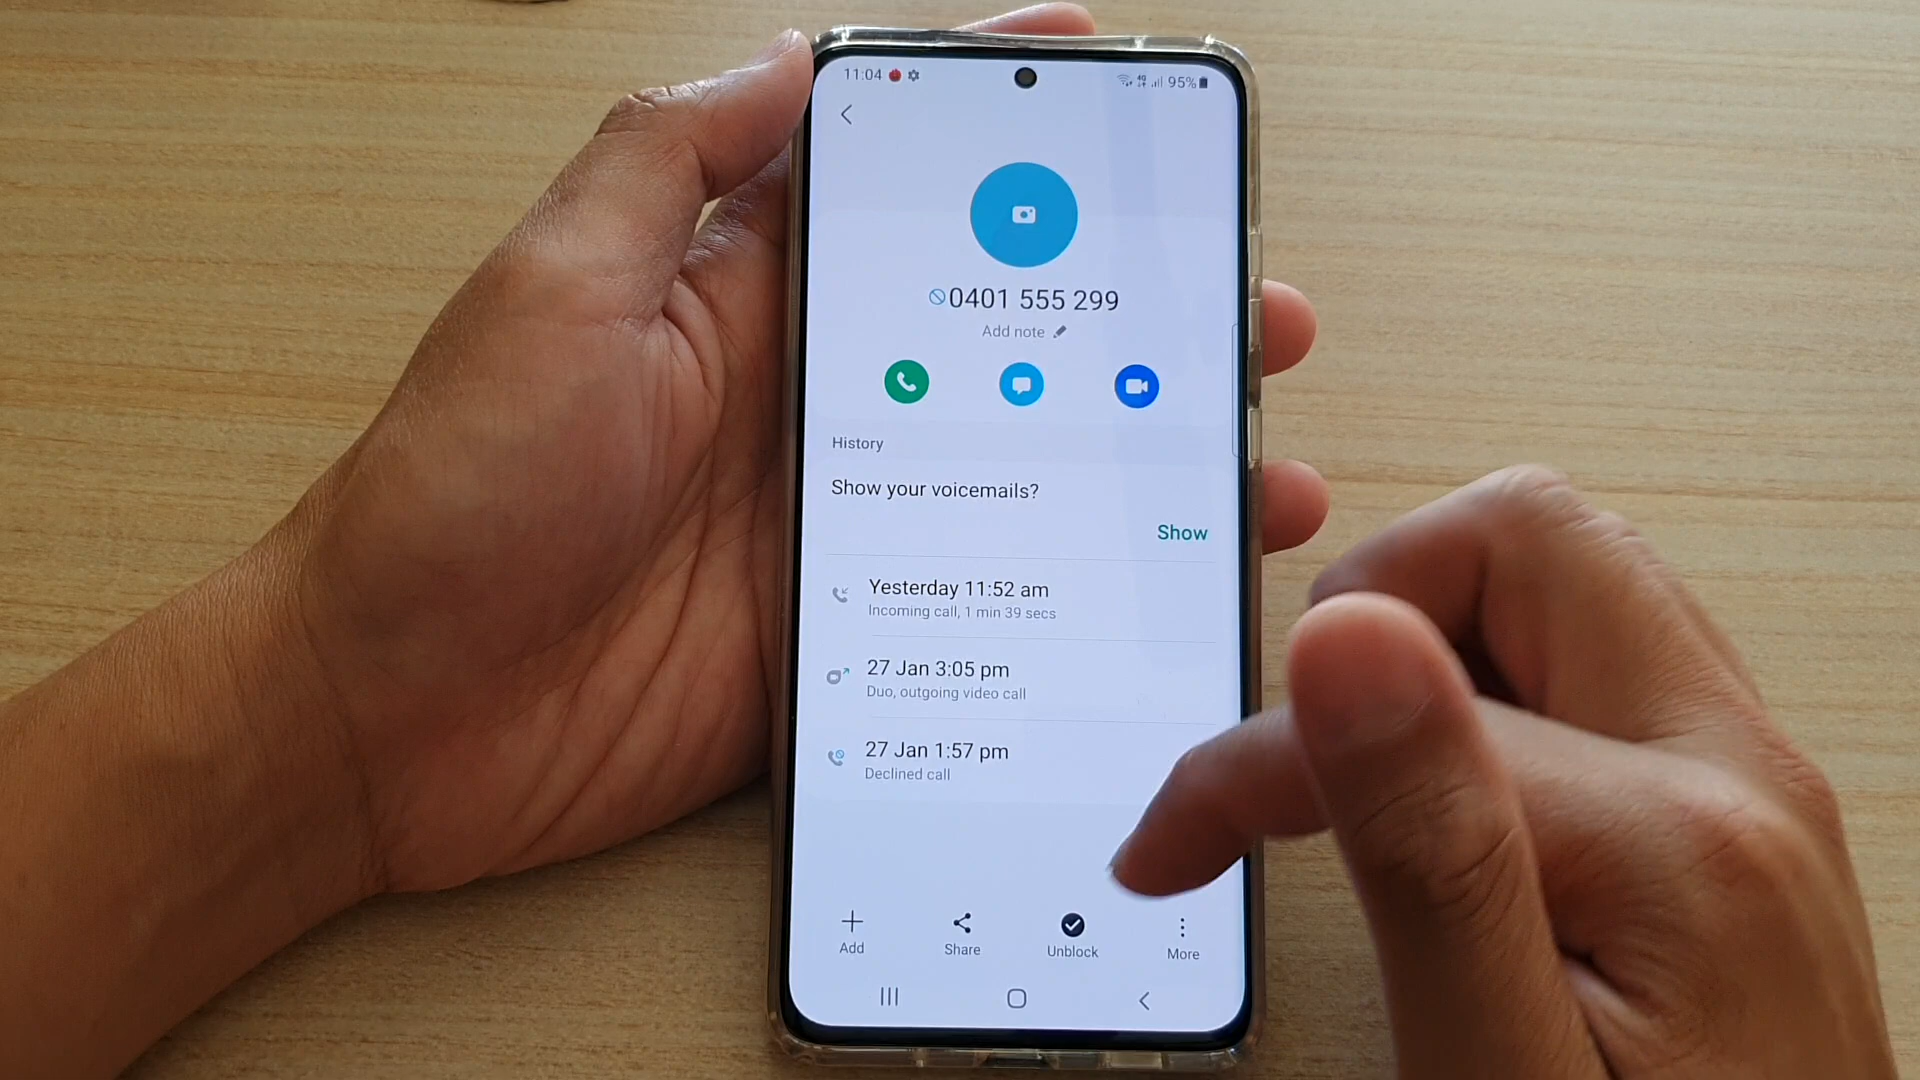 11:04 4G 95%
0401 555 299
Add note
History
Show your voicemails?
Show
Yesterday 11:52 am
Incoming call, 1 min 39 secs
27 Jan 3:05 pm
Duo, outgoing video call
27 Jan 1:57 pm
Declined call
Add Share Unblock More